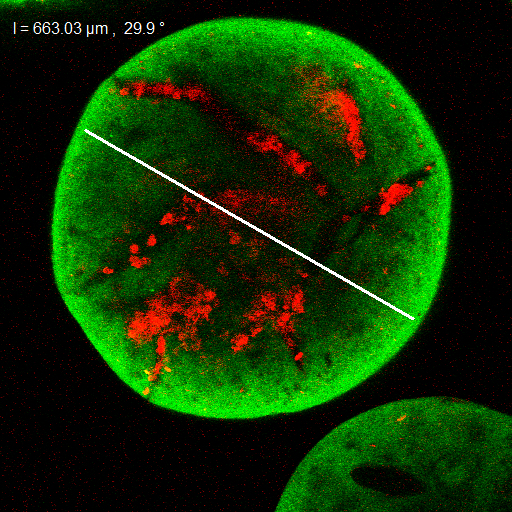 l = 663.03 µm , 29.9 °